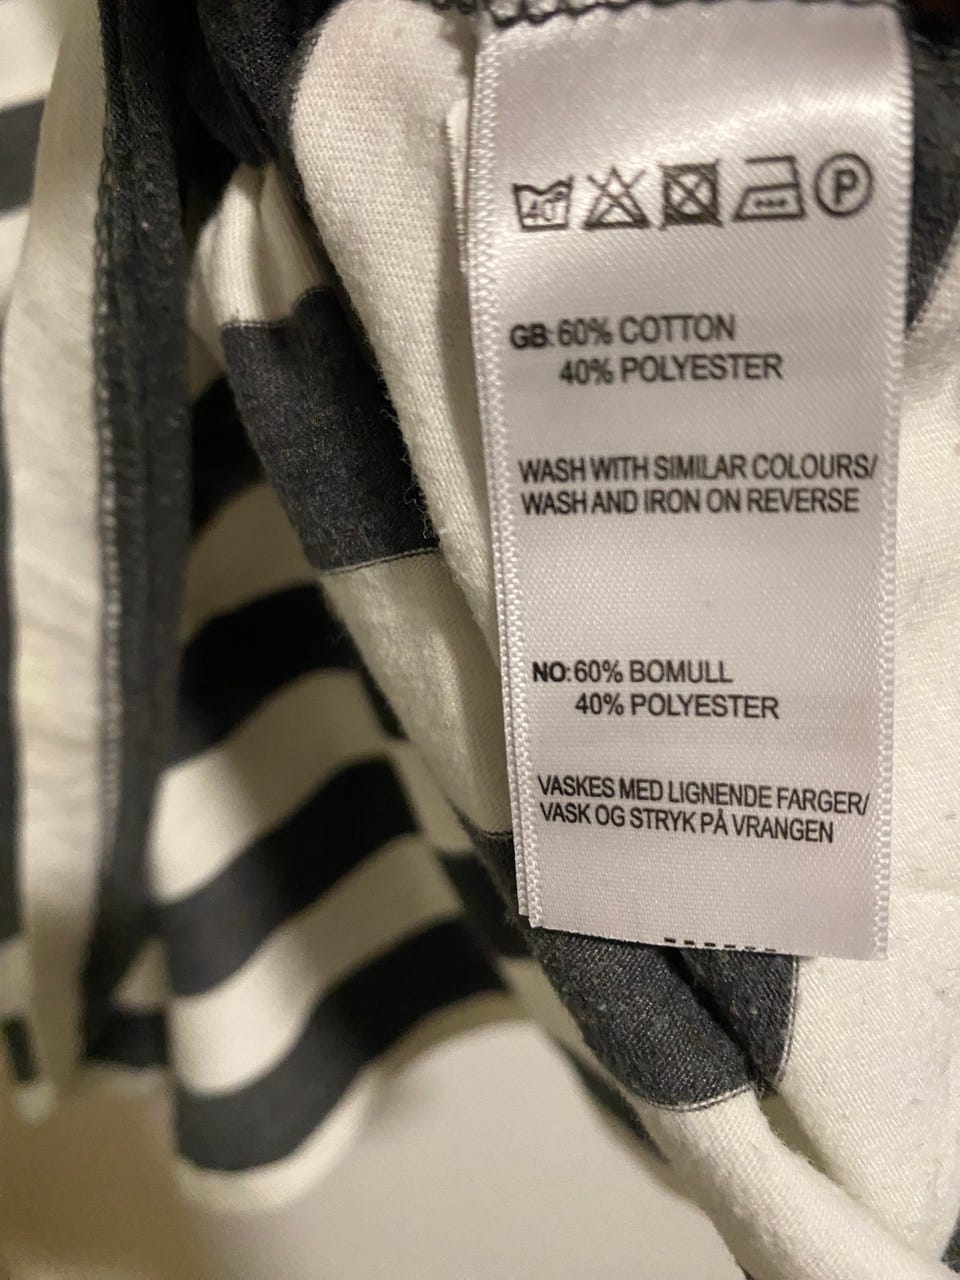 40°
P
GB: 60% COTTON
40% POLYESTER
WASH WITH SIMILAR COLOURS/
WASH AND IRON ON REVERSE
NO: 60% BOMULL
40% POLYESTER
VASKES MED LIGNENDE FARGER/
VASK OG STRYK PÅ VRANGEN